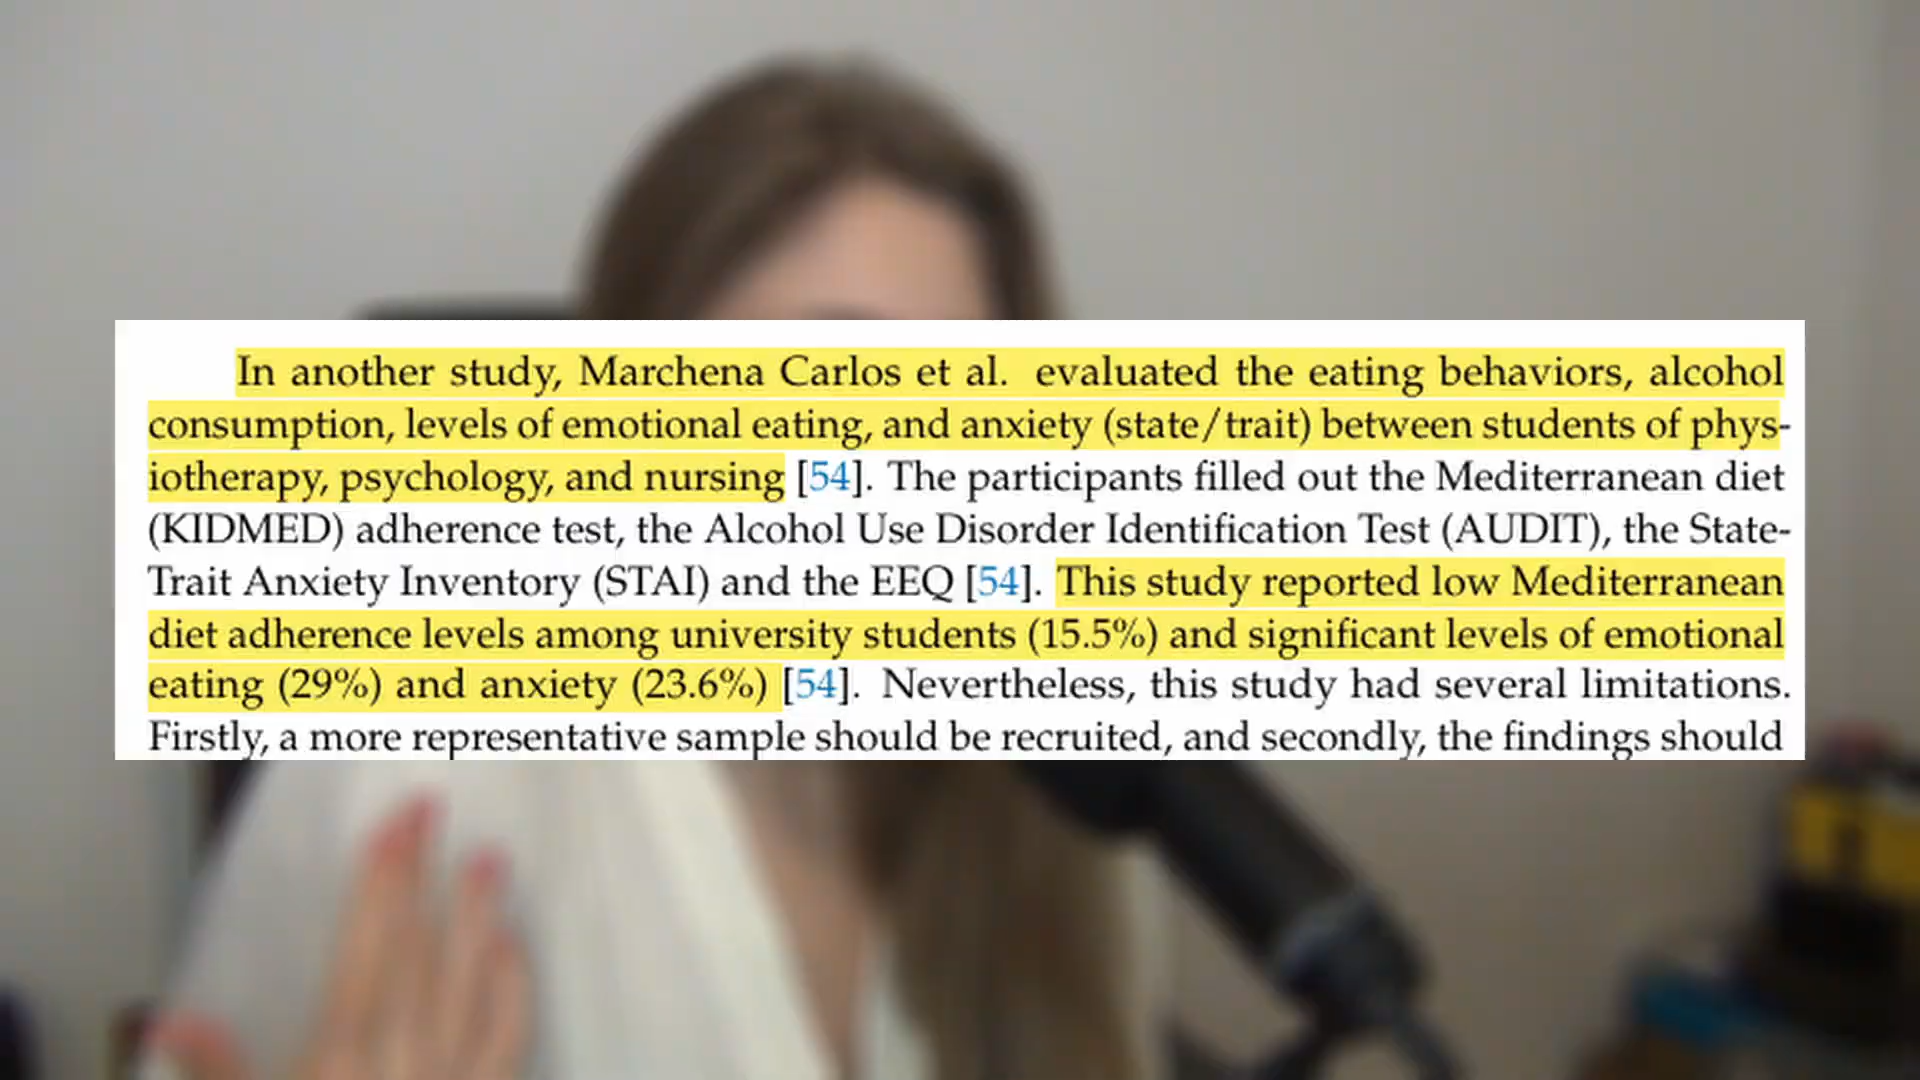 In another study, Marchena Carlos et al. evaluated the eating behaviors, alcohol
consumption, levels of emotional eating, and anxiety (state/trait) between students of phys-
iotherapy, psychology, and nursing [54]. The participants filled out the Mediterranean diet
(KIDMED) adherence test, the Alcohol Use Disorder Identification Test (AUDIT), the State-
Trait Anxiety Inventory (STAI) and the EEQ [54]. This study reported low Mediterranean
diet adherence levels among university students (15.5%) and significant levels of emotional
eating (29%) and anxiety (23.6%) [54]. Nevertheless, this study had several limitations.
Firstly, a more representative sample should be recruited, and secondly, the findings should